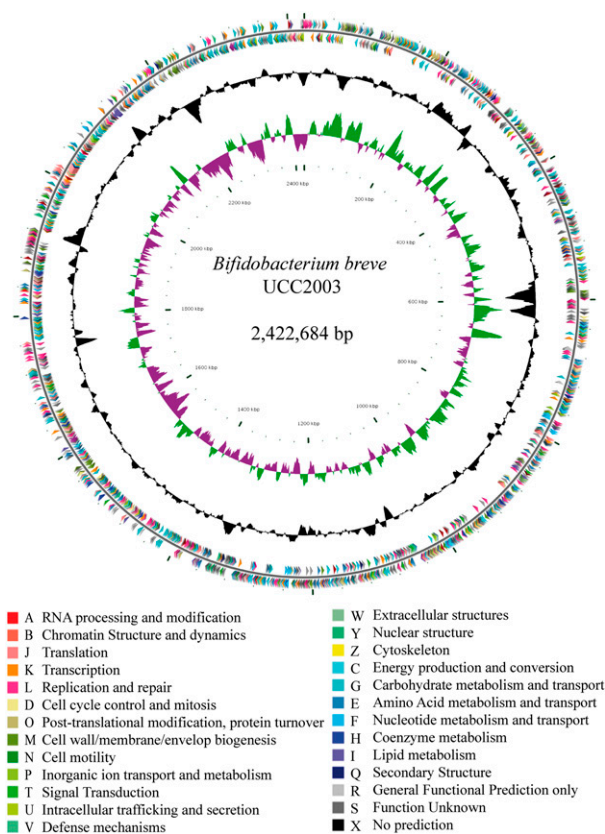 2400 kbp
200 kbp
2200 kbp
400 kbp
2000 kbp
Bifidobacterium breve
UCC2003
600 kbp
1800 kbp
2,422,684 bp
800 kbp
1600 kbp
1000 kbp
1400 kbp
1200 kbp
A RNA processing and modification
B Chromatin Structure and dynamics
J Translation
K Transcription
L Replication and repair
D Cell cycle control and mitosis
O Post-translational modification, protein turnover
M Cell wall/membrane/envelop biogenesis
N Cell motility
P Inorganic ion transport and metabolism
T Signal Transduction
U Intracellular trafficking and secretion
V Defense mechanisms
W Extracellular structures
Y Nuclear structure
Z Cytoskeleton
C Energy production and conversion
G Carbohydrate metabolism and transport
E Amino Acid metabolism and transport
F Nucleotide metabolism and transport
H Coenzyme metabolism
I Lipid metabolism
Q Secondary Structure
R General Functional Prediction only
S Function Unknown
X No prediction